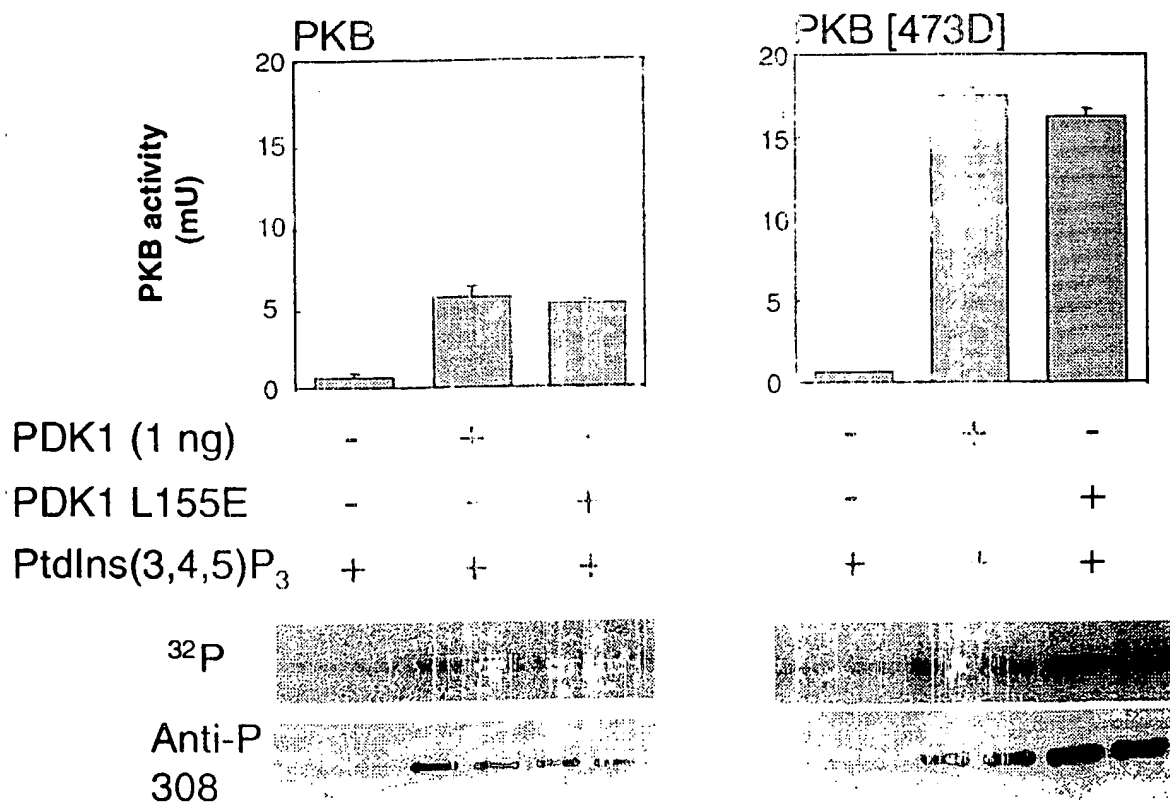 PKB
PKB [473D]
20
15
10
5
0
PKB activity
(mU)
20
15
10
5
0
PDK1 (1 ng) - + - - + -
PDK1 L155E - - + - +
PtdIns(3,4,5)P₃ + + + + + +
³²P
Anti-P
308